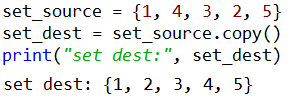 set_source = {1, 4, 3, 2, 5}
set_dest = set_source.copy()
print("set dest:", set_dest)
set dest: {1, 2, 3, 4, 5}